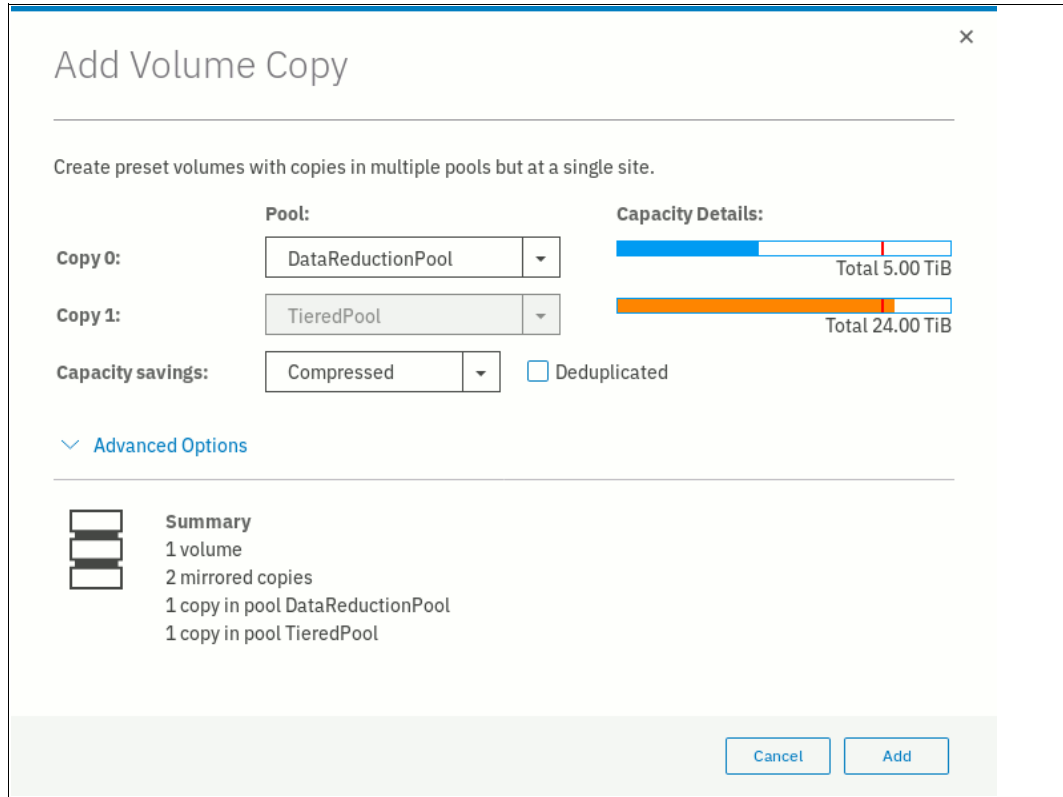 Add Volume Copy
×
Create preset volumes with copies in multiple pools but at a single site.
Pool:
Capacity Details:
Copy 0:
DataReductionPool
Total 5.00 TiB
Copy 1:
TieredPool
Total 24.00 TiB
Capacity savings:
Compressed
Deduplicated
Advanced Options
Summary
1 volume
2 mirrored copies
1 copy in pool DataReductionPool
1 copy in pool TieredPool
Cancel
Add